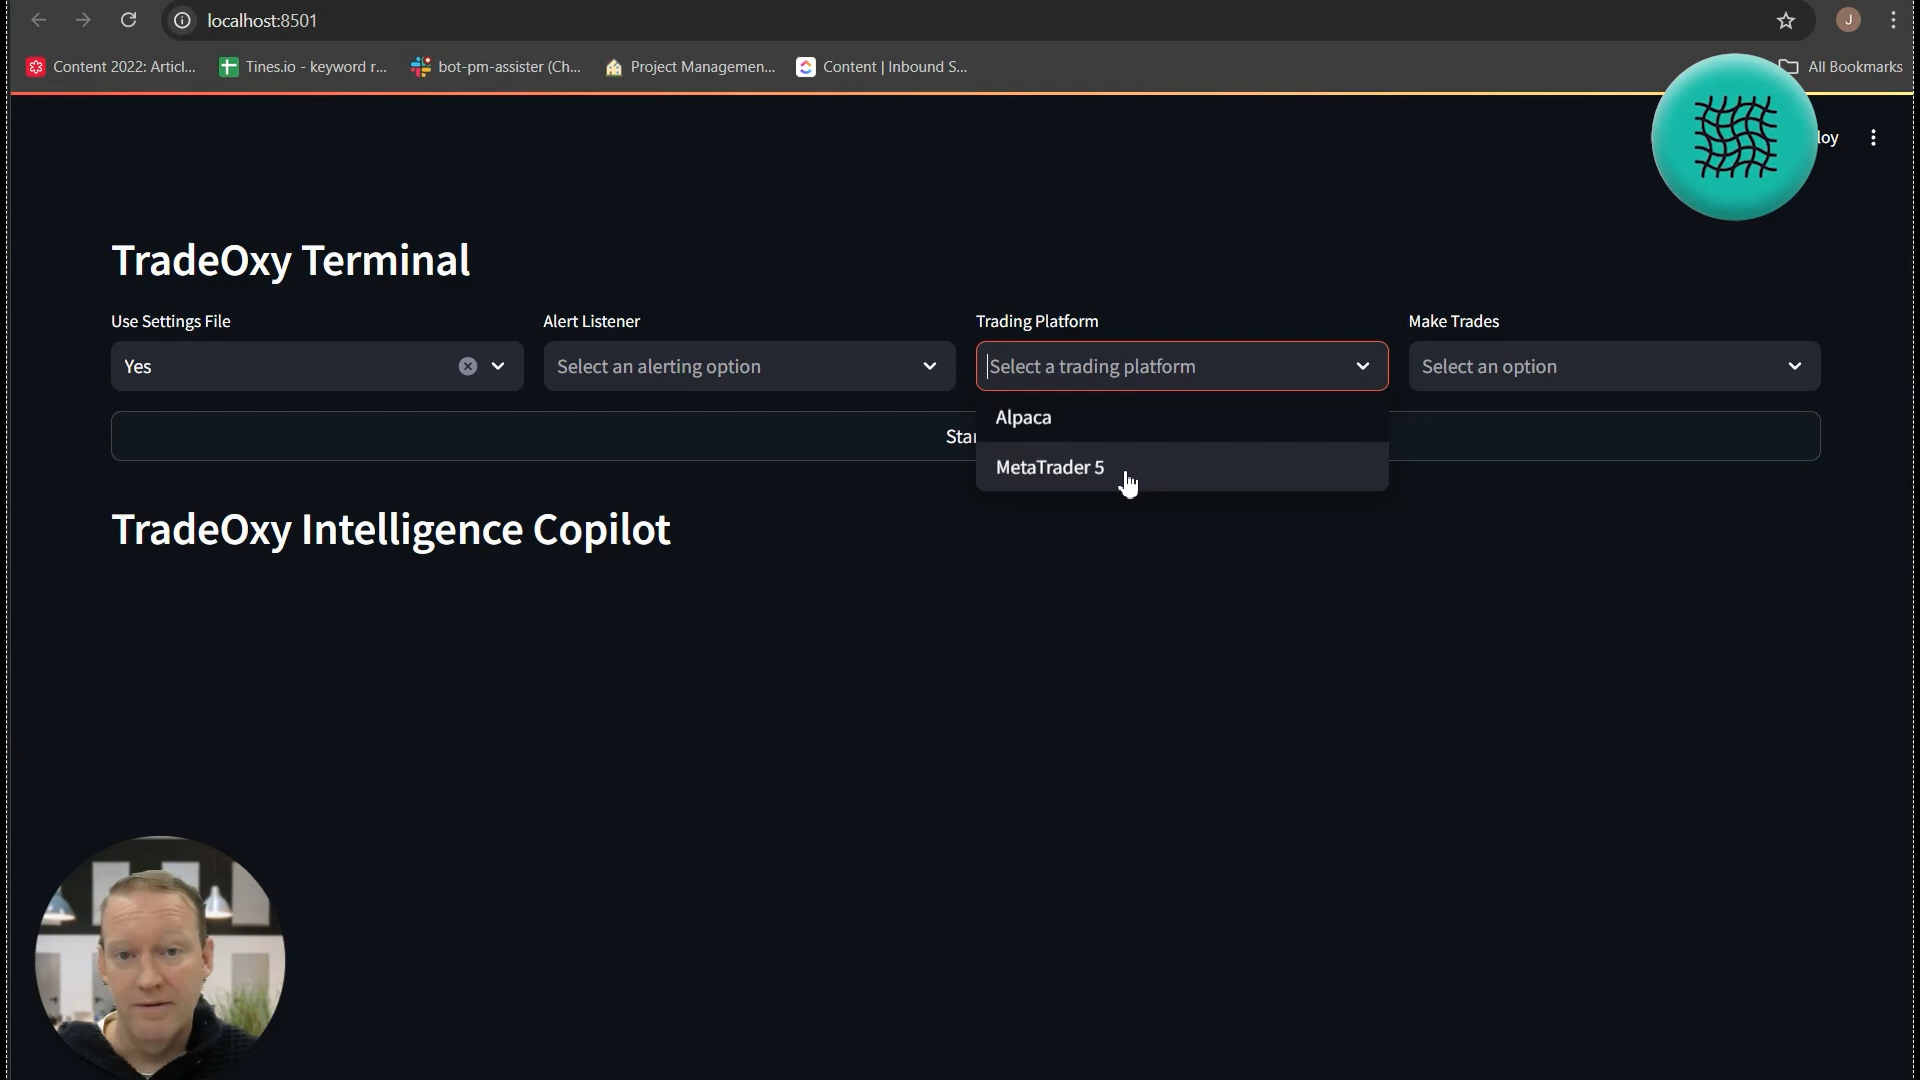 localhost:8501
J
Content 2022: Articl...
Tines.io - keyword r...
bot-pm-assister (Ch...
Project Managemen...
Content | Inbound S...
All Bookmarks
loy
TradeOxy Terminal
Use Settings File
Alert Listener
Trading Platform
Make Trades
Yes
Select an alerting option
Select a trading platform
Select an option
Alpaca
Star
MetaTrader 5
TradeOxy Intelligence Copilot